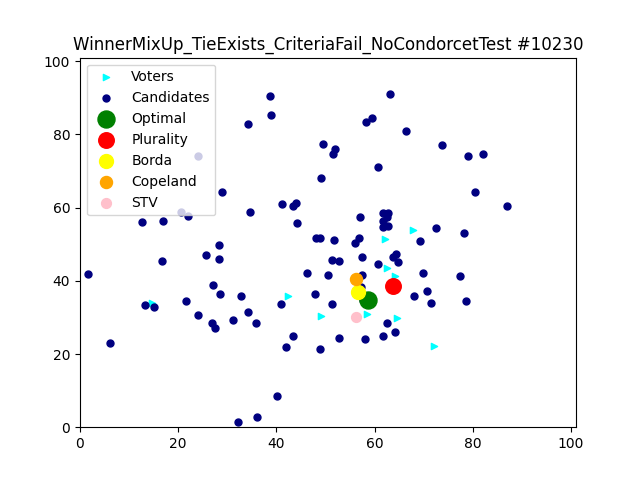 WinnerMixUp_TieExists_CriteriaFail_NoCondorcetTest #10230
100
80
60
40
20
0
Voters
Candidates
Optimal
Plurality
Borda
Copeland
STV
0 20 40 60 80 100